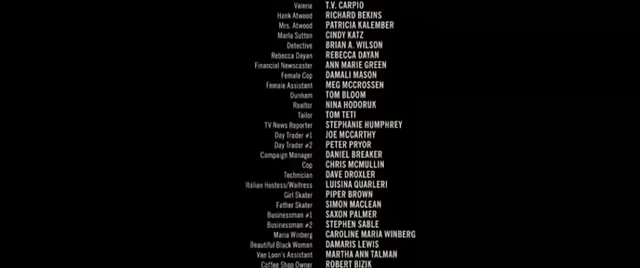 Valerie T.V. CARPIO
Hank Atwood RICHARD BEKINS
Mrs. Atwood PATRICIA KALEMBER
Marla Sutton CINDY KATZ
Detective BRIAN A. WILSON
Rebecca Dayan REBECCA DAYAN
Financial Newscaster ANN MARIE GREEN
Female Cop DAMALI MASON
Female Assistant MEG MCCROSSEN
Dunham TOM BLOOM
Realtor NINA HODORUK
Tailor TOM TETI
TV News Reporter STEPHANIE HUMPHREY
Day Trader #1 JOE MCCARTHY
Day Trader #2 PETER PRYOR
Campaign Manager DANIEL BREAKER
Cop CHRIS MCMULLIN
Technician DAVE DROXLER
Italian Hostess/Waitress LUISINA QUARLERI
Girl Skater PIPER BROWN
Father Skater SIMON MACLEAN
Businessman #1 SAXON PALMER
Businessman #2 STEPHEN SABLE
Maria Winberg CAROLINE MARIA WINBERG
Beautiful Black Woman DAMARIS LEWIS
Van Loon's Assistant MARTHA ANN TALMAN
Coffee Shop Owner ROBERT BIZIK